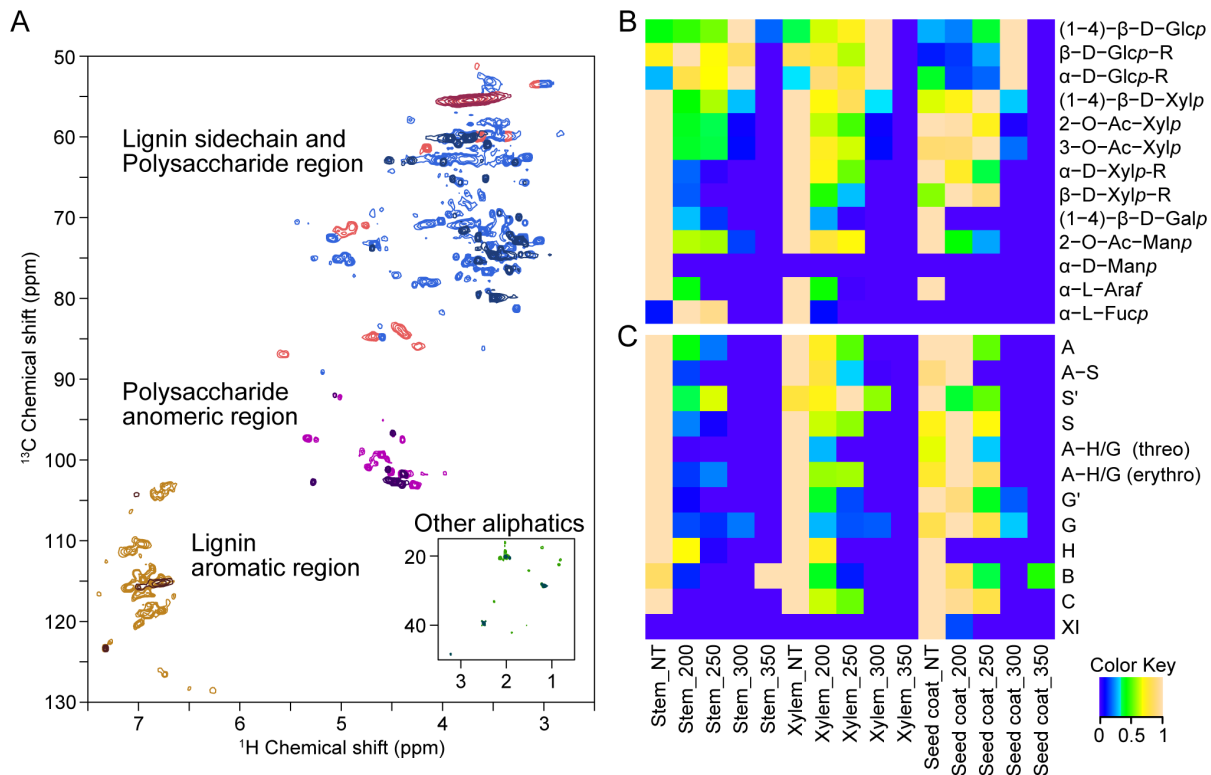 A
50
60
70
80
90
100
110
120
130
¹³C Chemical shift (ppm)
Lignin sidechain and
Polysaccharide region
Polysaccharide
anomeric region
Lignin
aromatic region
Other aliphatics
20
40
3
2
1
7
6
5
4
3
¹H Chemical shift (ppm)
B
(1−4)−β−D−Glcp
β−D−Glcp−R
α−D−Glcp−R
(1−4)−β−D−Xylp
2−O−Ac−Xylp
3−O−Ac−Xylp
α−D−Xylp−R
β−D−Xylp−R
(1−4)−β−D−Galp
2−O−Ac−Manp
α−D−Manp
α−L−Araf
α−L−Fucp
C
A
A−S
S'
S
A−H/G (threo)
A−H/G (erythro)
G'
G
H
B
C
XI
Stem_NT
Stem_200
Stem_250
Stem_300
Stem_350
Xylem_NT
Xylem_200
Xylem_250
Xylem_300
Xylem_350
Seed coat_NT
Seed coat_200
Seed coat_250
Seed coat_300
Seed coat_350
Color Key
0 0.5 1